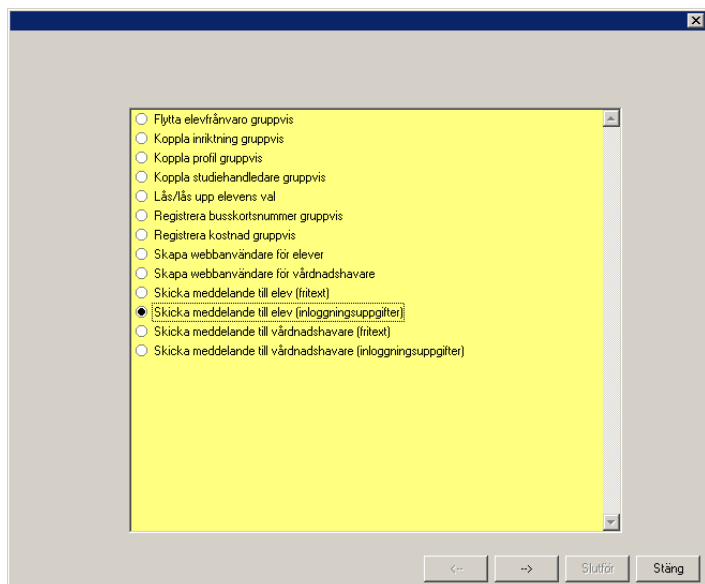 Flytta elevfrånvaro gruppvis
Koppla inriktning gruppvis
Koppla profil gruppvis
Koppla studiehandledare gruppvis
Lås/lås upp elevens val
Registrera busskortsnummer gruppvis
Registrera kostnad gruppvis
Skapa webbanvändare för elever
Skapa webbanvändare för vårdnadshavare
Skicka meddelande till elev (fritext)
Skicka meddelande till elev (inloggningsuppgifter)
Skicka meddelande till vårdnadshavare (fritext)
Skicka meddelande till vårdnadshavare (inloggningsuppgifter)
<-- --> Slutför Stäng